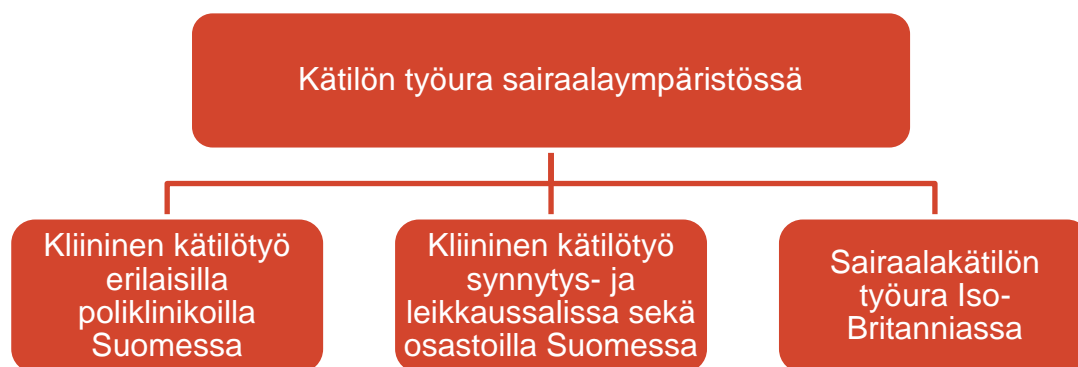 Kätilön työura sairaalaympäristössä
Kliininen kätilötyö
erilaisilla
poliklinikoilla
Suomessa
Kliininen kätilötyö
synnytys- ja
leikkaussalissa sekä
osastoilla Suomessa
Sairaalakätilön
työura Iso-
Britanniassa